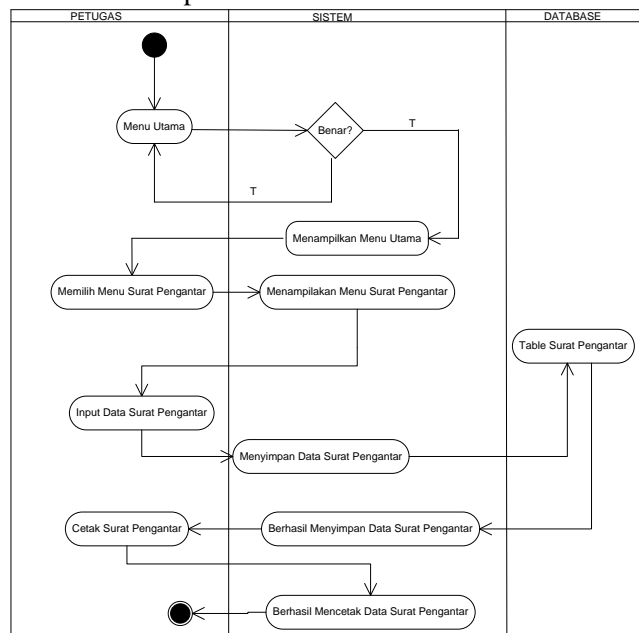 PETUGAS
SISTEM
DATABASE
Menu Utama
Benar?
T
T
Menampilkan Menu Utama
Memilih Menu Surat Pengantar
Menampilakan Menu Surat Pengantar
Table Surat Pengantar
Input Data Surat Pengantar
Menyimpan Data Surat Pengantar
Cetak Surat Pengantar
Berhasil Menyimpan Data Surat Pengantar
Berhasil Mencetak Data Surat Pengantar